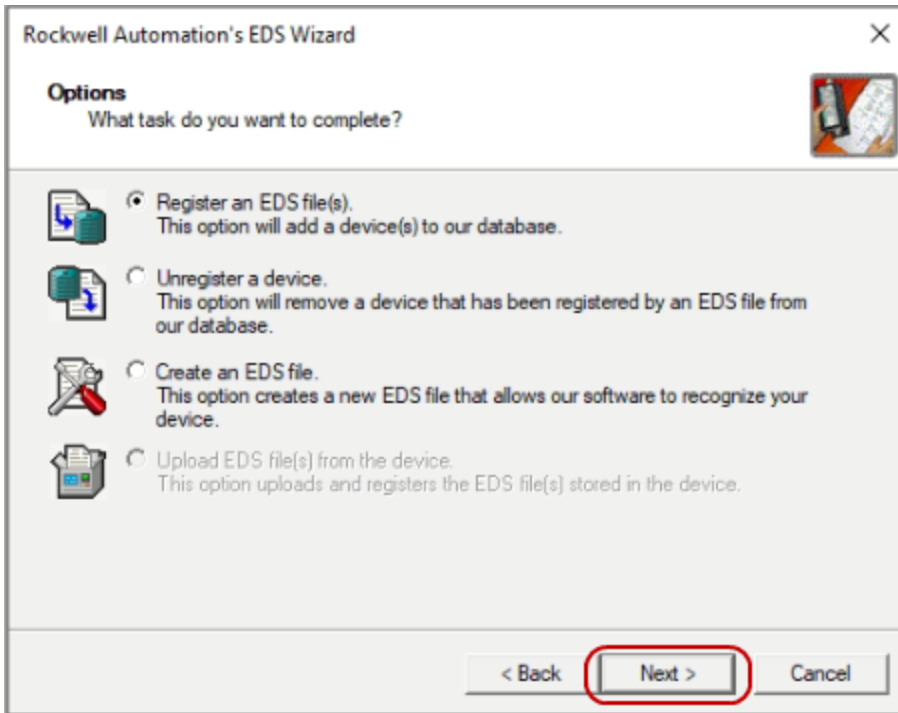 Rockwell Automation's EDS Wizard
Options
What task do you want to complete?
Register an EDS file(s).
This option will add a device(s) to our database.
Unregister a device.
This option will remove a device that has been registered by an EDS file from
our database.
Create an EDS file.
This option creates a new EDS file that allows our software to recognize your
device.
Upload EDS file(s) from the device.
This option uploads and registers the EDS file(s) stored in the device.
< Back Next > Cancel